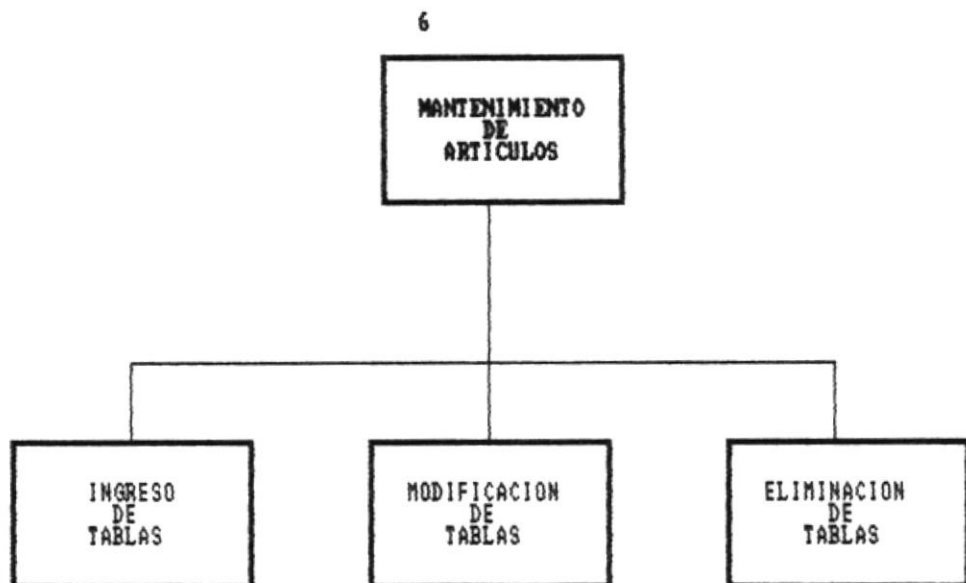 6
MANTENIMIENTO
DE
ARTICULOS
INGRESO
DE
TABLAS
MODIFICACION
DE
TABLAS
ELIMINACION
DE
TABLAS